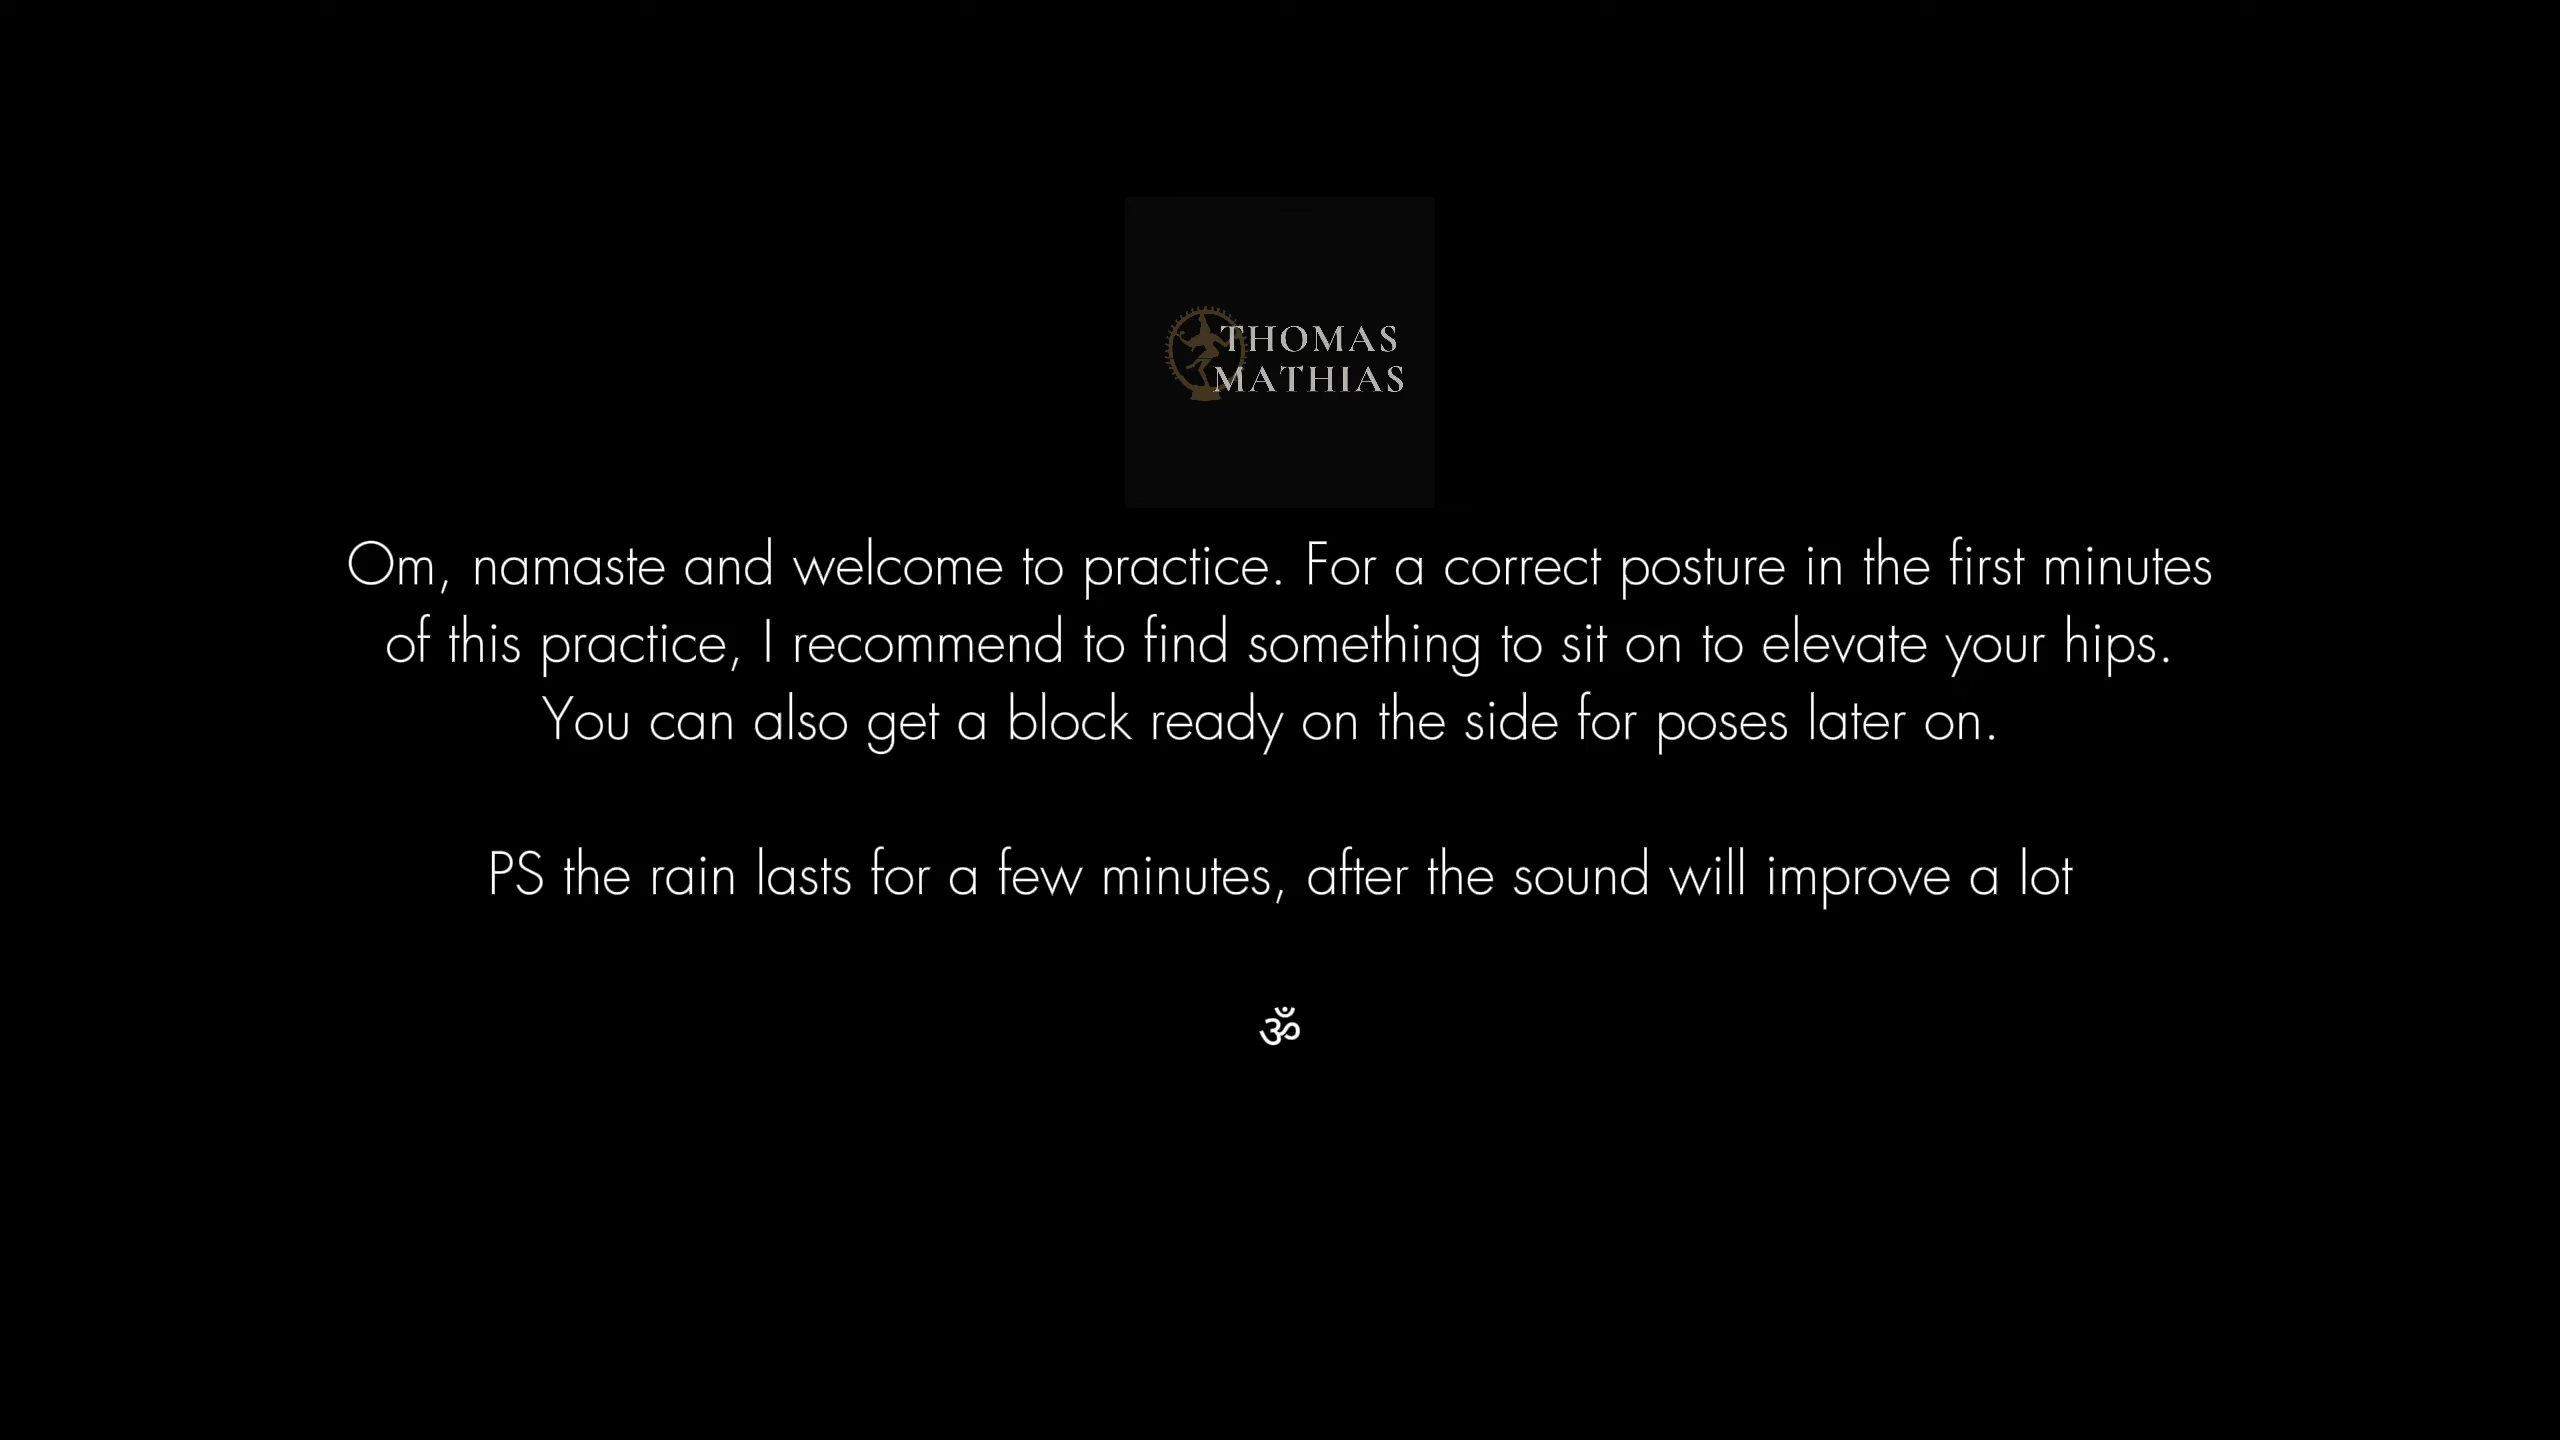 THOMAS
MATHIAS
Om, namaste and welcome to practice. For a correct posture in the first minutes
of this practice, I recommend to find something to sit on to elevate your hips.
You can also get a block ready on the side for poses later on.
PS the rain lasts for a few minutes, after the sound will improve a lot
ॐ